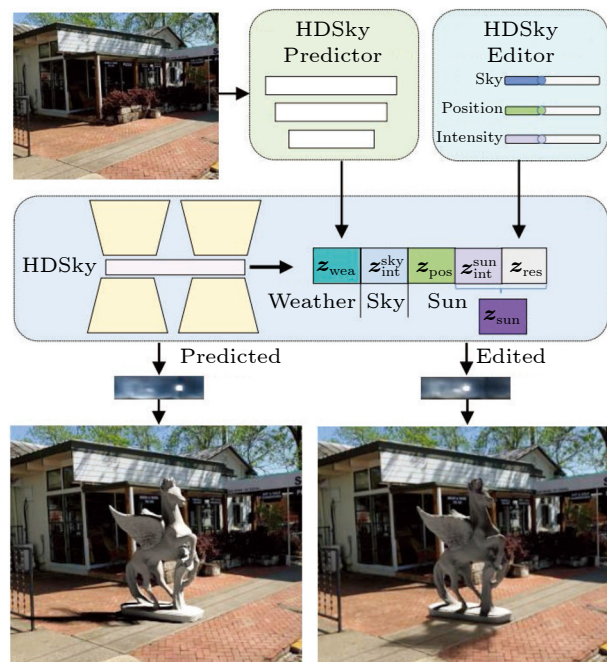 HDSky
Predictor
HDSky
Editor
Sky
Position
Intensity
HDSky
z_wea
z_int^sky
z_pos
z_int^sun
z_res
Weather
Sky
Sun
z_sun
Predicted
Edited